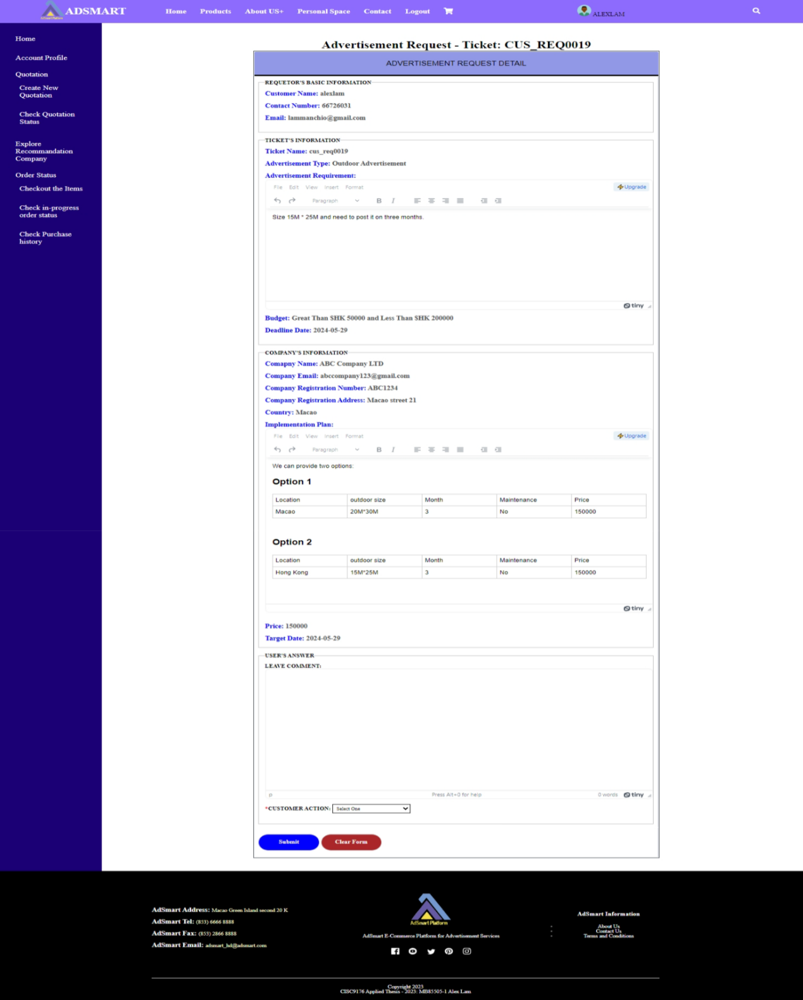 ADSMART
AdSmart Platform
Home Products About US+ Personal Space Contact Logout
ALEXLAM
Home
Account Profile
Quotation
Create New
Quotation
Check Quotation
Status
Explore
Recommandation
Company
Order Status
Checkout the Items
Check in-progress
order status
Check Purchase
history
Advertisement Request - Ticket: CUS_REQ0019
ADVERTISEMENT REQUEST DETAIL
REQUETOR'S BASIC INFORMATION
Customer Name: alexlam
Contact Number: 66726031
Email: lammanchio@gmail.com
TICKET'S INFORMATION
Ticket Name: cus_req0019
Advertisement Type: Outdoor Advertisement
Advertisement Requirement:
File Edit View Insert Format Upgrade
Paragraph B I
Size 15M * 25M and need to post it on three months.
tiny
Budget: Great Than $HK 50000 and Less Than $HK 200000
Deadline Date: 2024-05-29
COMPANY'S INFORMATION
Comapny Name: ABC Company LTD
Company Email: abccompany123@gmail.com
Company Registration Number: ABC1234
Company Registration Address: Macao street 21
Country: Macao
Implementation Plan:
File Edit View Insert Format Upgrade
Paragraph B I
We can provide two options:
Option 1
Location outdoor size Month Maintenance Price
Macao 20M*30M 3 No 150000
Option 2
Location outdoor size Month Maintenance Price
Hong Kong 15M*25M 3 No 150000
tiny
Price: 150000
Target Date: 2024-05-29
USER'S ANSWER
LEAVE COMMENT:
p Press Alt+0 for help 0 words tiny
*CUSTOMER ACTION: Select One
Submit Clear Form
AdSmart Address: Macao Green Island second 20 K
AdSmart Tel: (853) 6666 8888
AdSmart Fax: (853) 2866 8888
AdSmart Email: adsmart_hd@adsmart.com
AdSmart Platform
AdSmart E-Commerce Platform for Advertisement Services
AdSmart Information
About Us
Contact Us
Terms and Conditions
Copyright 2023
CISC9176 Applied Thesis - 2023: MB85505-1 Alex Lam